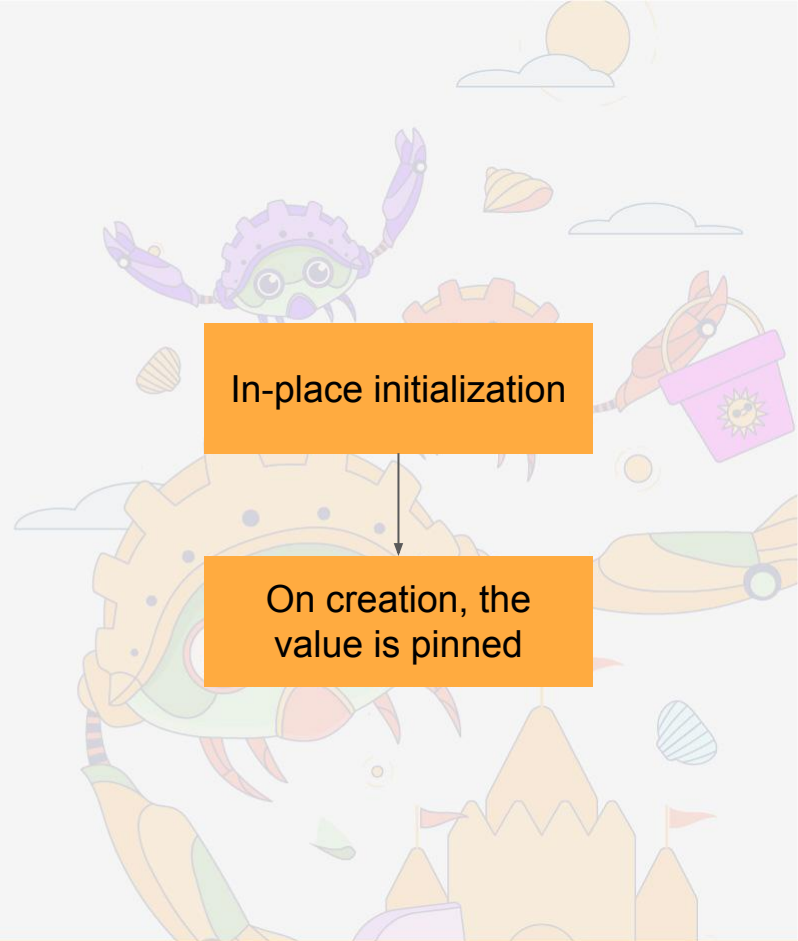 In-place initialization
On creation, the
value is pinned